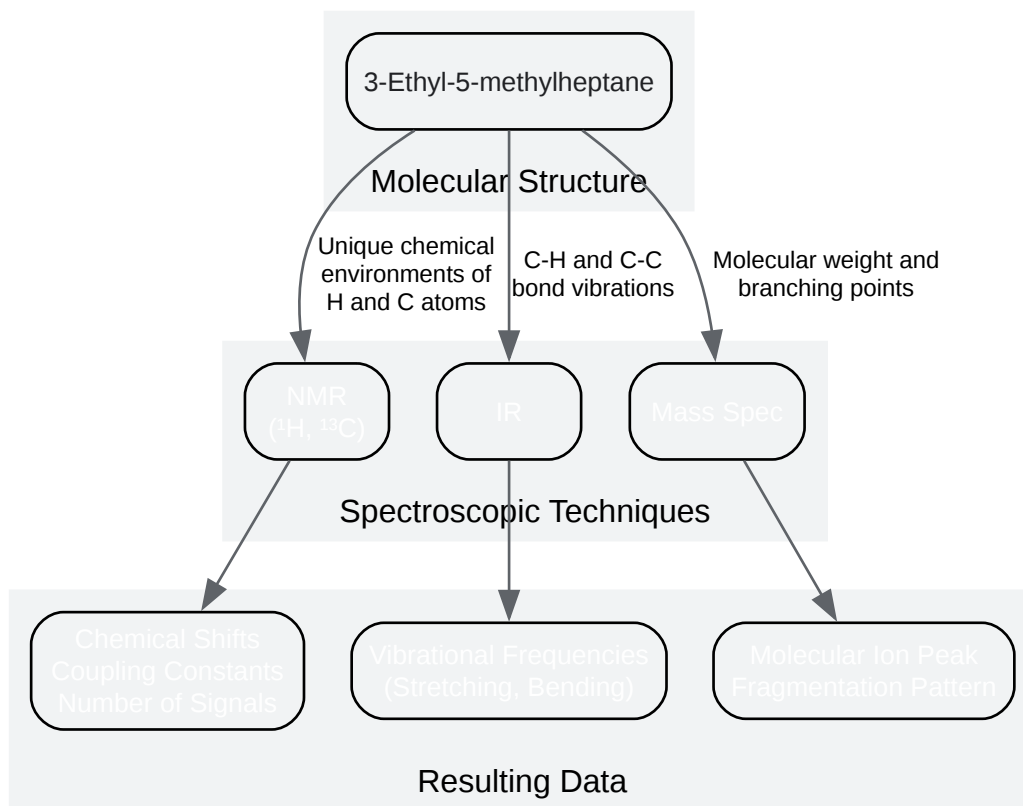 3-Ethyl-5-methylheptane
Molecular Structure
Unique chemical
environments of
H and C atoms
C-H and C-C
bond vibrations
Molecular weight and
branching points
NMR
(¹H, ¹³C)
IR
Mass Spec
Spectroscopic Techniques
Chemical Shifts
Coupling Constants
Number of Signals
Vibrational Frequencies
(Stretching, Bending)
Molecular Ion Peak
Fragmentation Pattern
Resulting Data